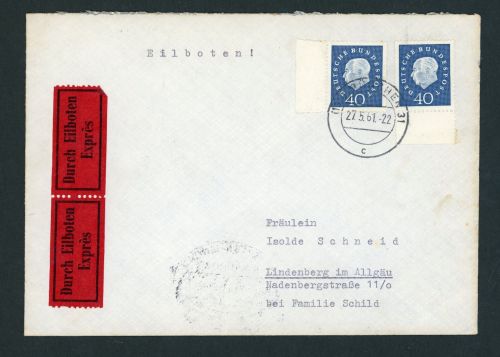 Eilboten!
DEUTSCHE BUNDESPOST
40
DEUTSCHE BUNDESPOST
40
27.5.61.-22
c
Durch Eilboten
Exprès
Durch Eilboten
Exprès
Fräulein
Isolde Schneid
Lindenberg im Allgäu
Nadenbergstraße 11/o
bei Familie Schild